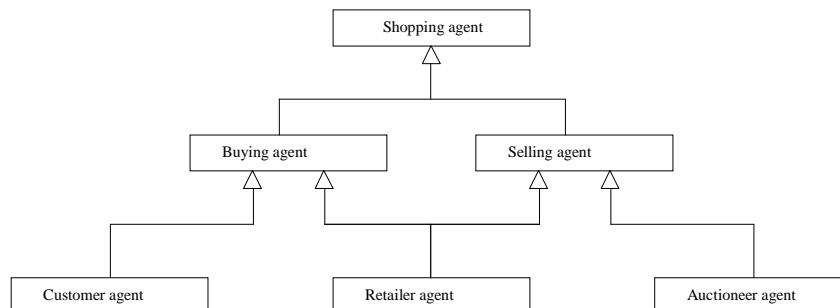 Shopping agent
Buying agent
Selling agent
Customer agent
Retailer agent
Auctioneer agent